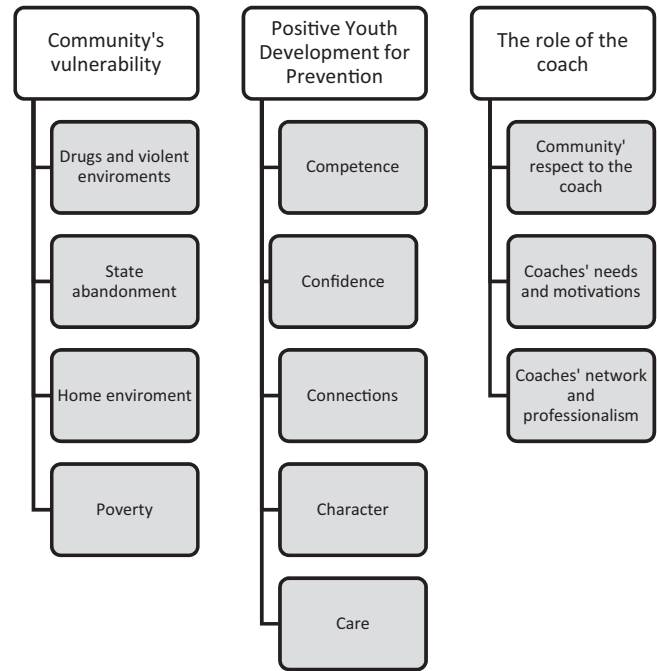 Community's
vulnerability
Drugs and violent
enviroments
State
abandonment
Home enviroment
Poverty
Positive Youth
Development for
Prevention
Competence
Confidence
Connections
Character
Care
The role of the
coach
Community'
respect to the
coach
Coaches' needs
and motivations
Coaches' network
and
professionalism